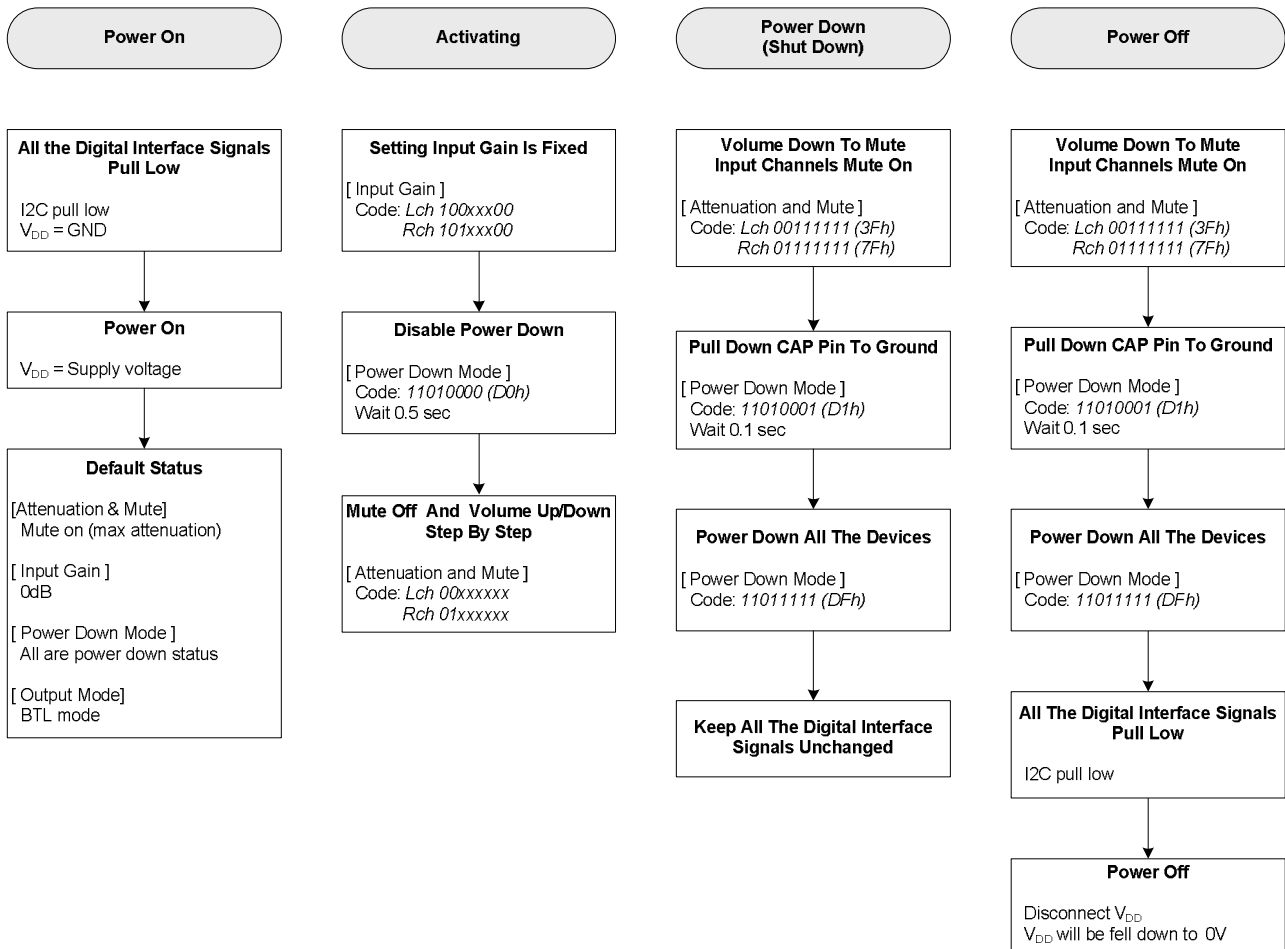 Power On
All the Digital Interface Signals
Pull Low
I2C pull low
VDD = GND
Power On
VDD = Supply voltage
Default Status
[Attenuation & Mute]
Mute on (max attenuation)
[ Input Gain ]
0dB
[ Power Down Mode ]
All are power down status
[ Output Mode]
BTL mode
Activating
Setting Input Gain Is Fixed
[ Input Gain ]
Code: Lch 100xxx00
Rch 101xxx00
Disable Power Down
[ Power Down Mode ]
Code: 11010000 (D0h)
Wait 0.5 sec
Mute Off And Volume Up/Down
Step By Step
[ Attenuation and Mute ]
Code: Lch 00xxxxxx
Rch 01xxxxxx
Power Down
(Shut Down)
Volume Down To Mute
Input Channels Mute On
[ Attenuation and Mute ]
Code: Lch 00111111 (3Fh)
Rch 01111111 (7Fh)
Pull Down CAP Pin To Ground
[ Power Down Mode ]
Code: 11010001 (D1h)
Wait 0.1 sec
Power Down All The Devices
[ Power Down Mode ]
Code: 11011111 (DFh)
Keep All The Digital Interface
Signals Unchanged
Power Off
Volume Down To Mute
Input Channels Mute On
[ Attenuation and Mute ]
Code: Lch 00111111 (3Fh)
Rch 01111111 (7Fh)
Pull Down CAP Pin To Ground
[ Power Down Mode ]
Code: 11010001 (D1h)
Wait 0.1 sec
Power Down All The Devices
[ Power Down Mode ]
Code: 11011111 (DFh)
All The Digital Interface Signals
Pull Low
I2C pull low
Power Off
Disconnect VDD
VDD will be fell down to 0V